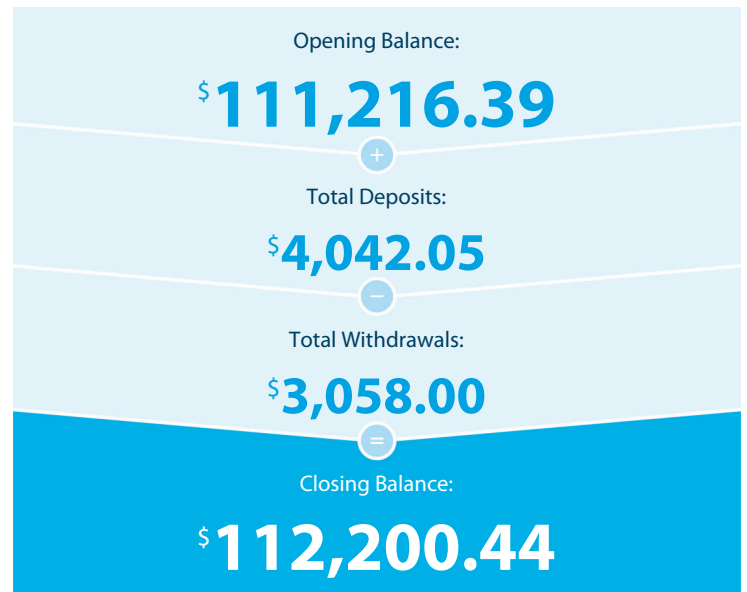 Opening Balance:
$111,216.39
+
Total Deposits:
$4,042.05
−
Total Withdrawals:
$3,058.00
=
Closing Balance:
$112,200.44